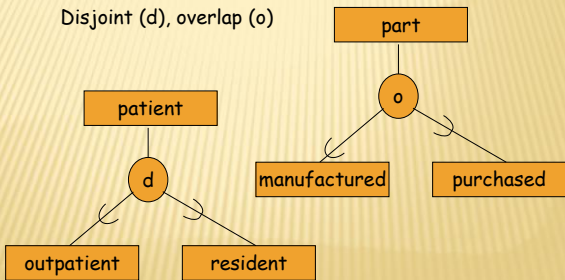 Disjoint (d), overlap (o)
part
o
patient
manufactured
purchased
d
outpatient
resident